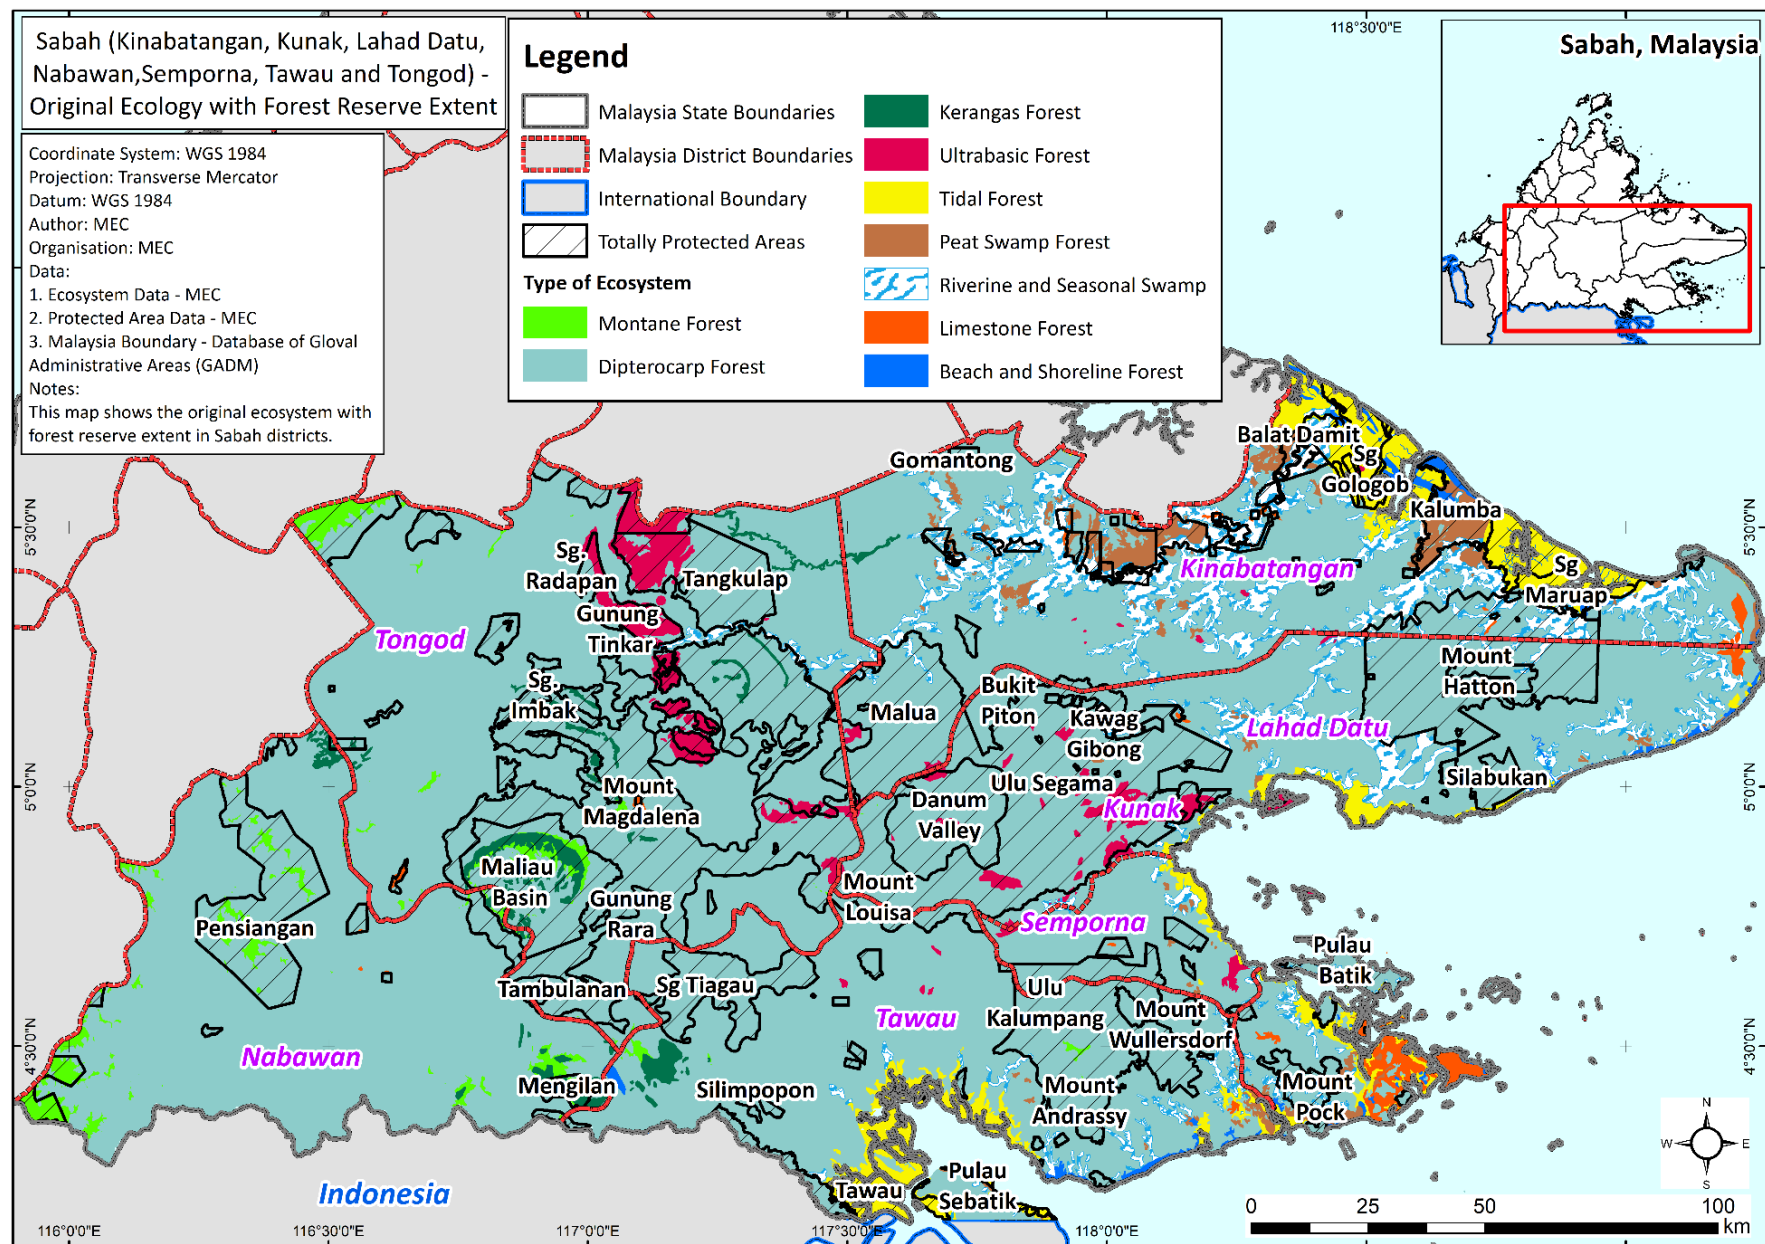 Sabah (Kinabatangan, Kunak, Lahad Datu,
Nabawan,Semporna, Tawau and Tongod) -
Original Ecology with Forest Reserve Extent
Coordinate System: WGS 1984
Projection: Transverse Mercator
Datum: WGS 1984
Author: MEC
Organisation: MEC
Data:
1. Ecosystem Data - MEC
2. Protected Area Data - MEC
3. Malaysia Boundary - Database of Gloval
Administrative Areas (GADM)
Notes:
This map shows the original ecosystem with
forest reserve extent in Sabah districts.
Legend
Malaysia State Boundaries
Malaysia District Boundaries
International Boundary
Totally Protected Areas
Type of Ecosystem
Montane Forest
Dipterocarp Forest
Kerangas Forest
Ultrabasic Forest
Tidal Forest
Peat Swamp Forest
Riverine and Seasonal Swamp
Limestone Forest
Beach and Shoreline Forest
118°30'0"E
Sabah, Malaysia
Balat Damit
Sg
Gologob
Gomantong
Kalumba
5°30'0"N
5°30'0"N
Sg.
Radapan
Tangkulap
Kinabatangan
Sg
Maruap
Gunung
Tinkar
Tongod
Mount
Hatton
Sg.
Imbak
Malua
Bukit
Piton
Kawag
Gibong
Lahad Datu
Silabukan
Mount
Magdalena
Ulu Segama
Danum
Valley
Kunak
5°0'0"N
5°0'0"N
Maliau
Basin
Gunung
Rara
Mount
Louisa
Semporna
Pensiangan
Pulau
Batik
Tambulanan
Sg Tiagau
Ulu
Kalumpang
Mount
Wullersdorf
Tawau
Nabawan
4°30'0"N
4°30'0"N
Mengilan
Silimpopon
Mount
Andrassy
Mount
Pock
Indonesia
Tawau
Pulau
Sebatik
N
W
E
S
0
25
50
100
km
116°0'0"E
116°30'0"E
117°0'0"E
117°30'0"E
118°0'0"E